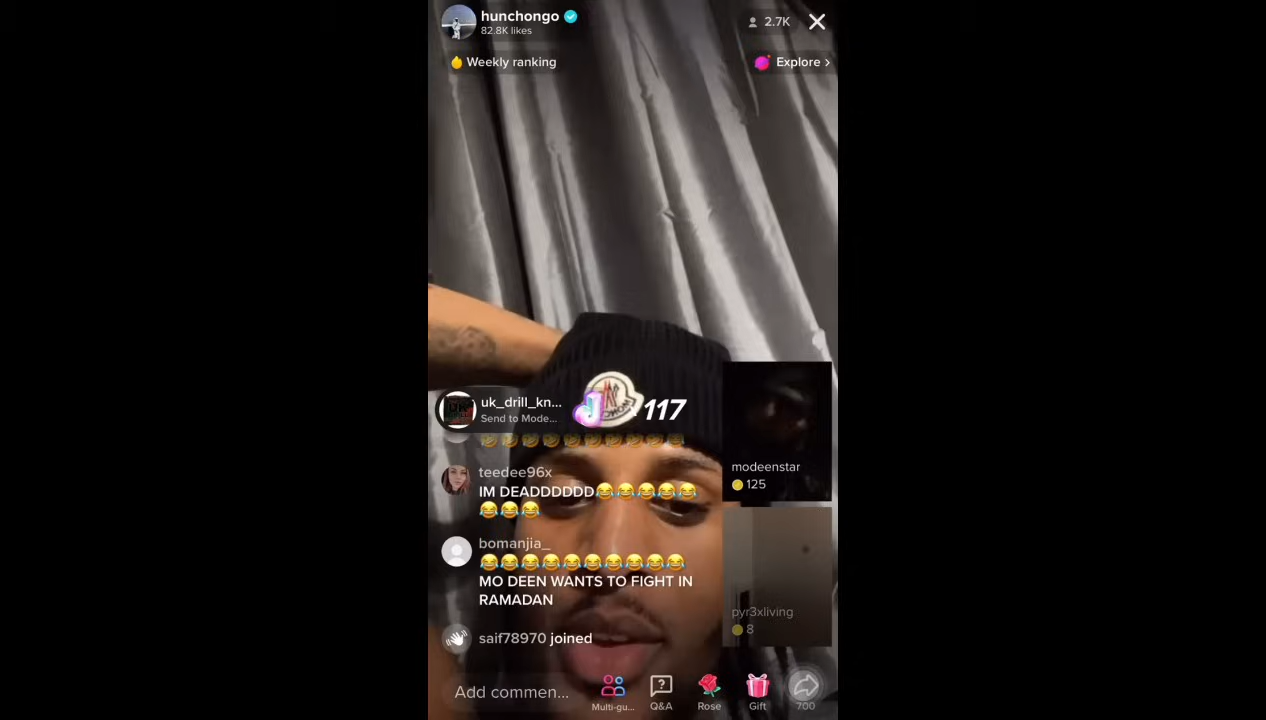 hunchongo
82.8K likes
2.7K
Weekly ranking
Explore >
uk_drill_kn...
Send to Mode...
117
teedee96x
IM DEADDDDDD😂😂😂😂😂
😂😂😂
bomanjia_
😂😂😂😂😂😂😂😂😂😂
MO DEEN WANTS TO FIGHT IN
RAMADAN
saif78970 joined
modeenstar
125
pyr3xliving
8
Add commen...
Multi-gu...
Q&A
Rose
Gift
700